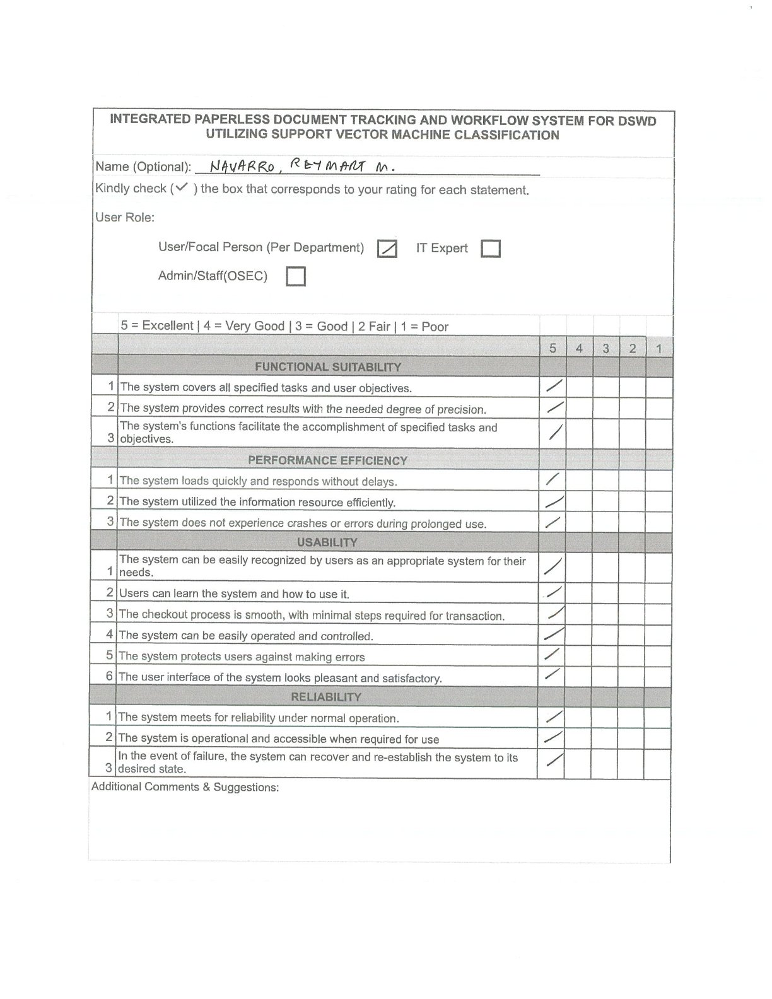 INTEGRATED PAPERLESS DOCUMENT TRACKING AND WORKFLOW SYSTEM FOR DSWD
UTILIZING SUPPORT VECTOR MACHINE CLASSIFICATION
Name (Optional): NAVARRO, REYMART M.
Kindly check (✓ ) the box that corresponds to your rating for each statement.
User Role:
User/Focal Person (Per Department) IT Expert
Admin/Staff(OSEC)
5 = Excellent | 4 = Very Good | 3 = Good | 2 Fair | 1 = Poor
5 4 3 2 1
FUNCTIONAL SUITABILITY
1 The system covers all specified tasks and user objectives.
2 The system provides correct results with the needed degree of precision.
The system's functions facilitate the accomplishment of specified tasks and
3 objectives.
PERFORMANCE EFFICIENCY
1 The system loads quickly and responds without delays.
2 The system utilized the information resource efficiently.
3 The system does not experience crashes or errors during prolonged use.
USABILITY
The system can be easily recognized by users as an appropriate system for their
1 needs.
2 Users can learn the system and how to use it.
3 The checkout process is smooth, with minimal steps required for transaction.
4 The system can be easily operated and controlled.
5 The system protects users against making errors
6 The user interface of the system looks pleasant and satisfactory.
RELIABILITY
1 The system meets for reliability under normal operation.
2 The system is operational and accessible when required for use
In the event of failure, the system can recover and re-establish the system to its
3 desired state.
Additional Comments & Suggestions: